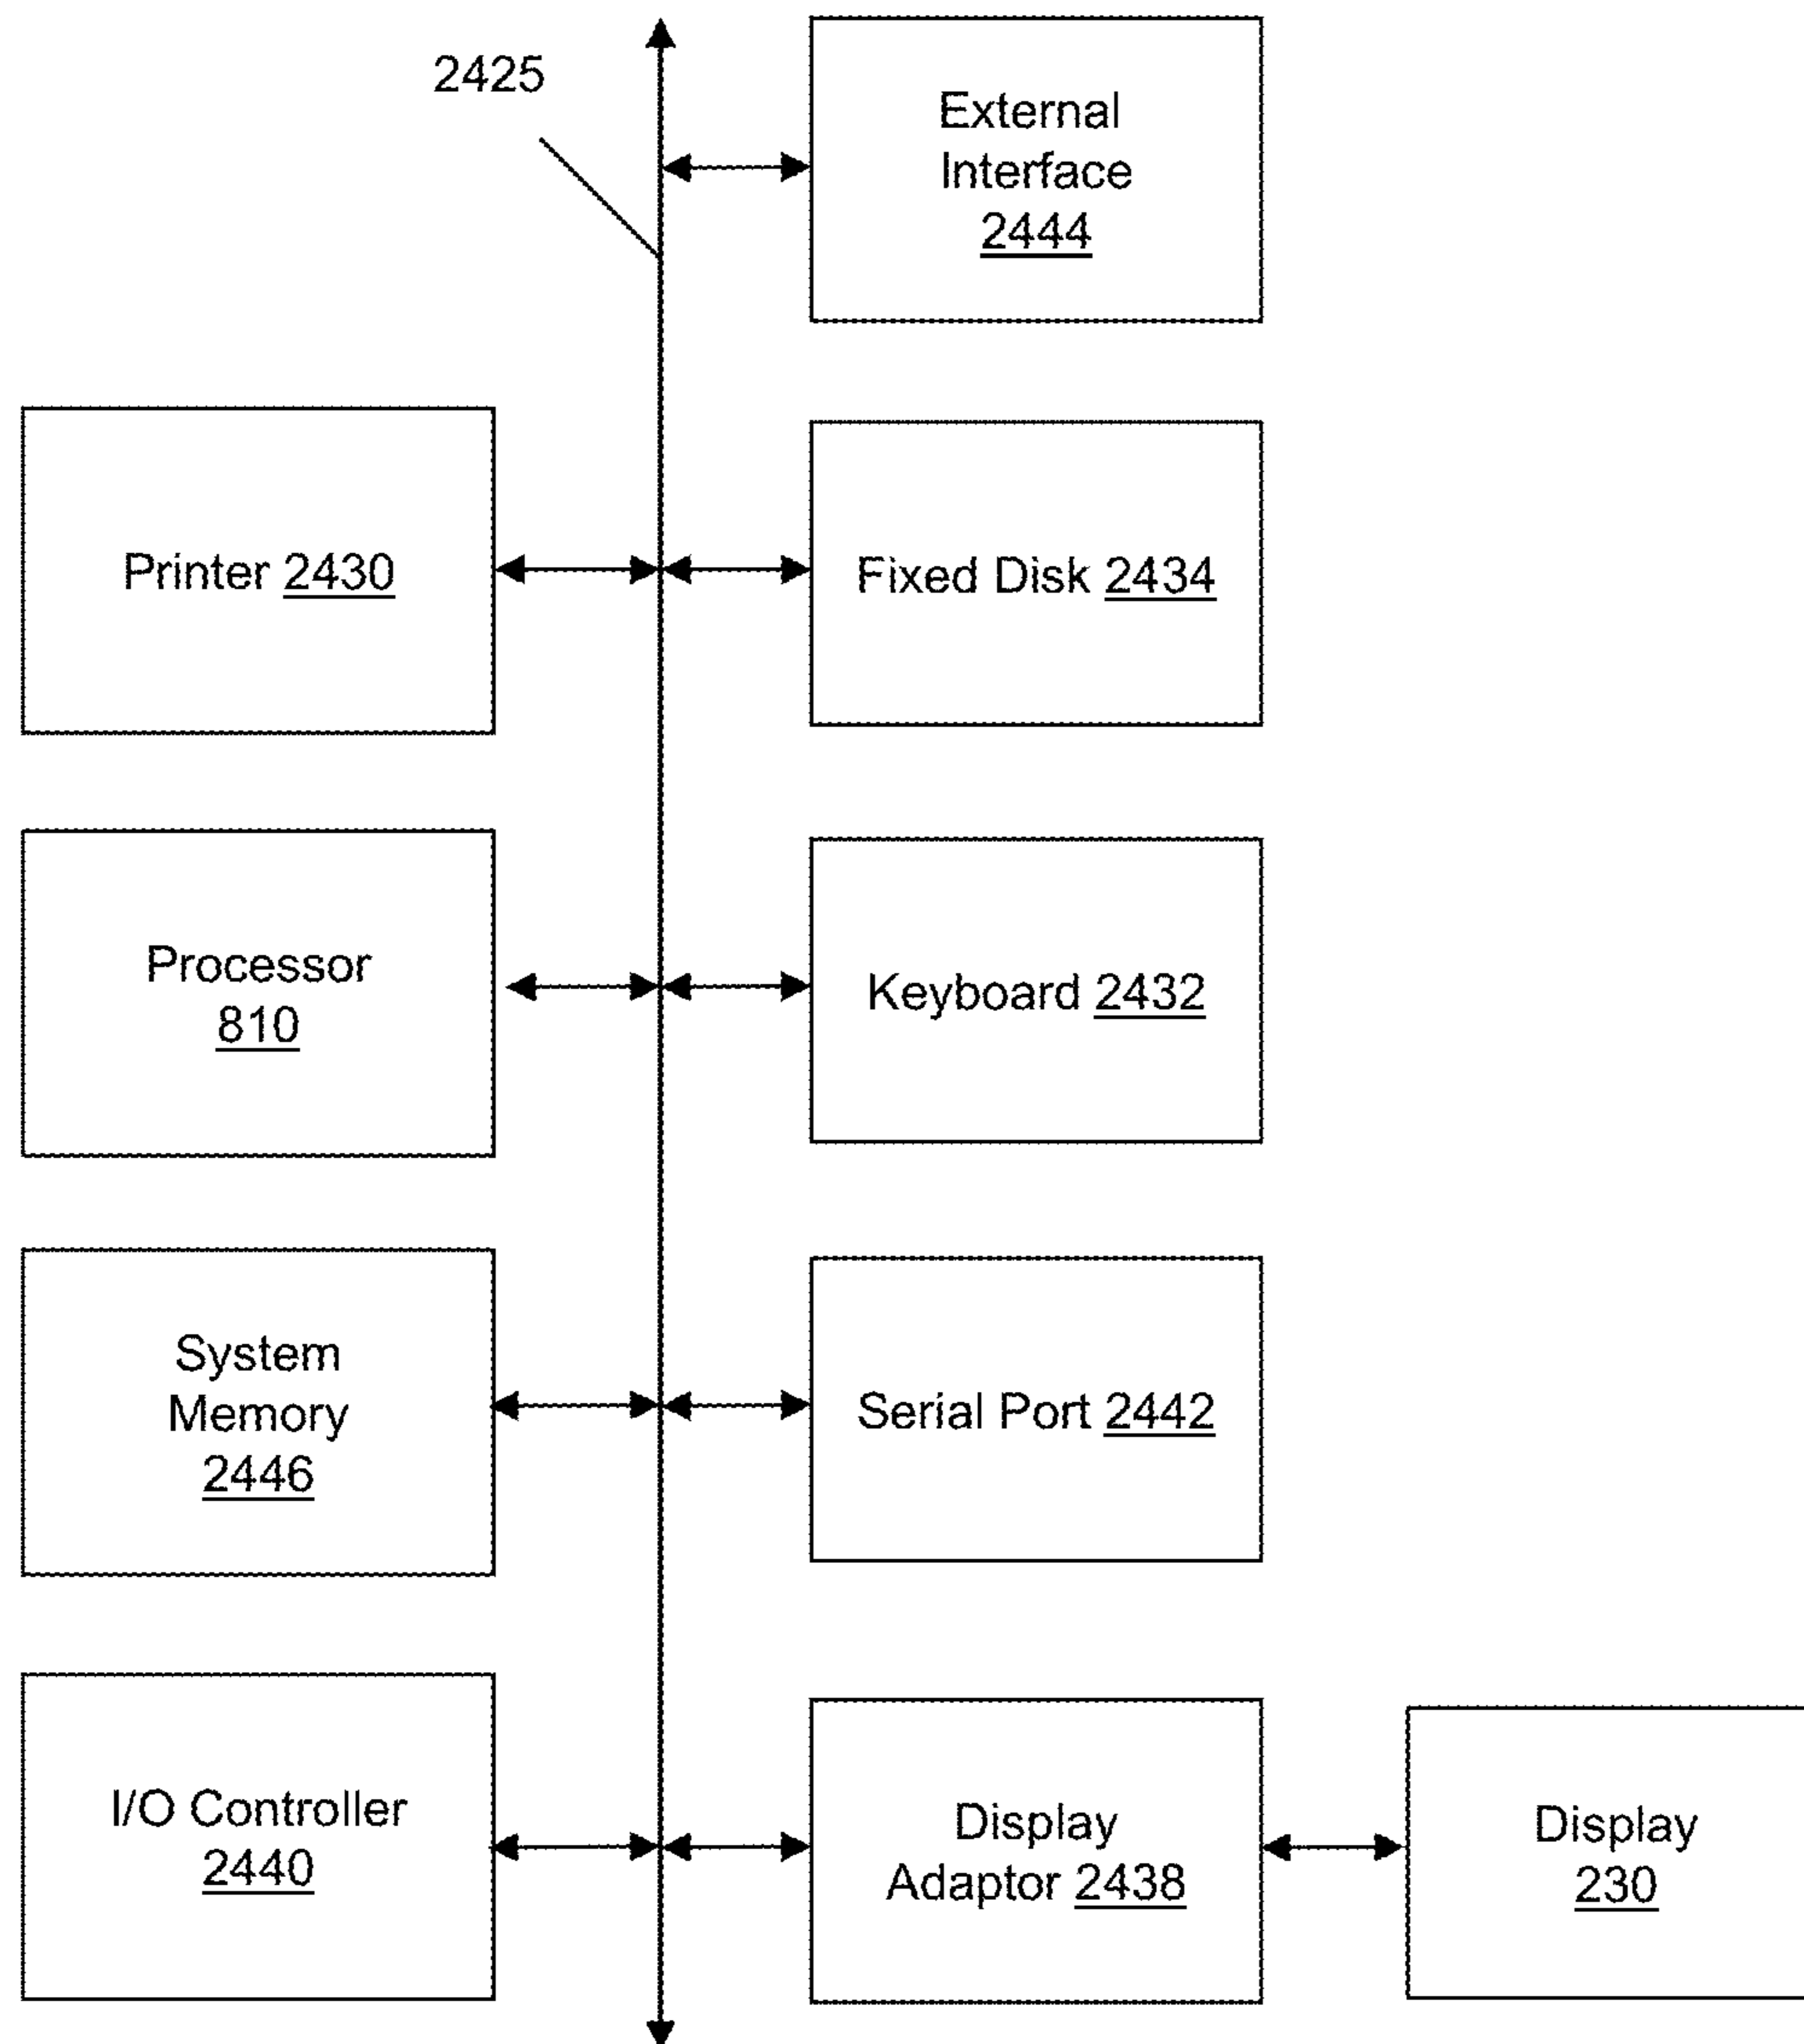 2425
External
Interface
2444
Printer 2430
Fixed Disk 2434
Processor
810
Keyboard 2432
System
Memory
2446
Serial Port 2442
I/O Controller
2440
Display
Adaptor 2438
Display
230